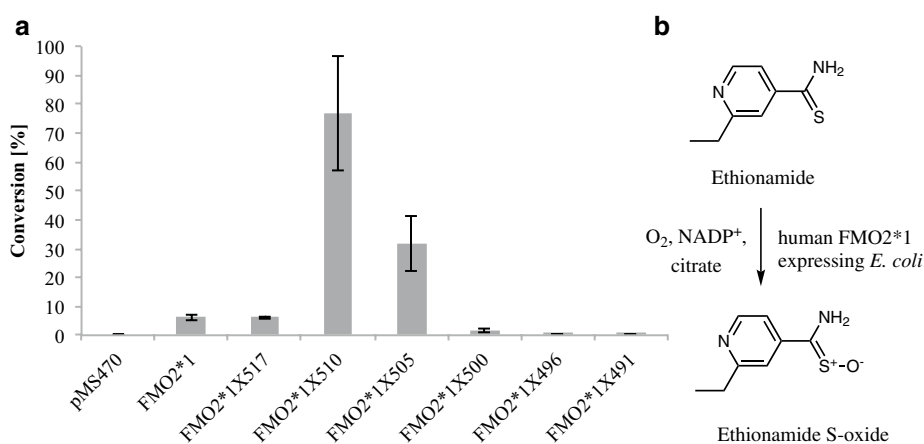 a
100
90
80
70
60
50
40
30
20
10
0
Conversion [%]
pMS470
FMO2*1
FMO2*1X517
FMO2*1X510
FMO2*1X505
FMO2*1X500
FMO2*1X496
FMO2*1X491
b
N
NH₂
S
Ethionamide
O₂, NADP⁺,
citrate
human FMO2*1
expressing E. coli
N
NH₂
S⁺-O⁻
Ethionamide S-oxide